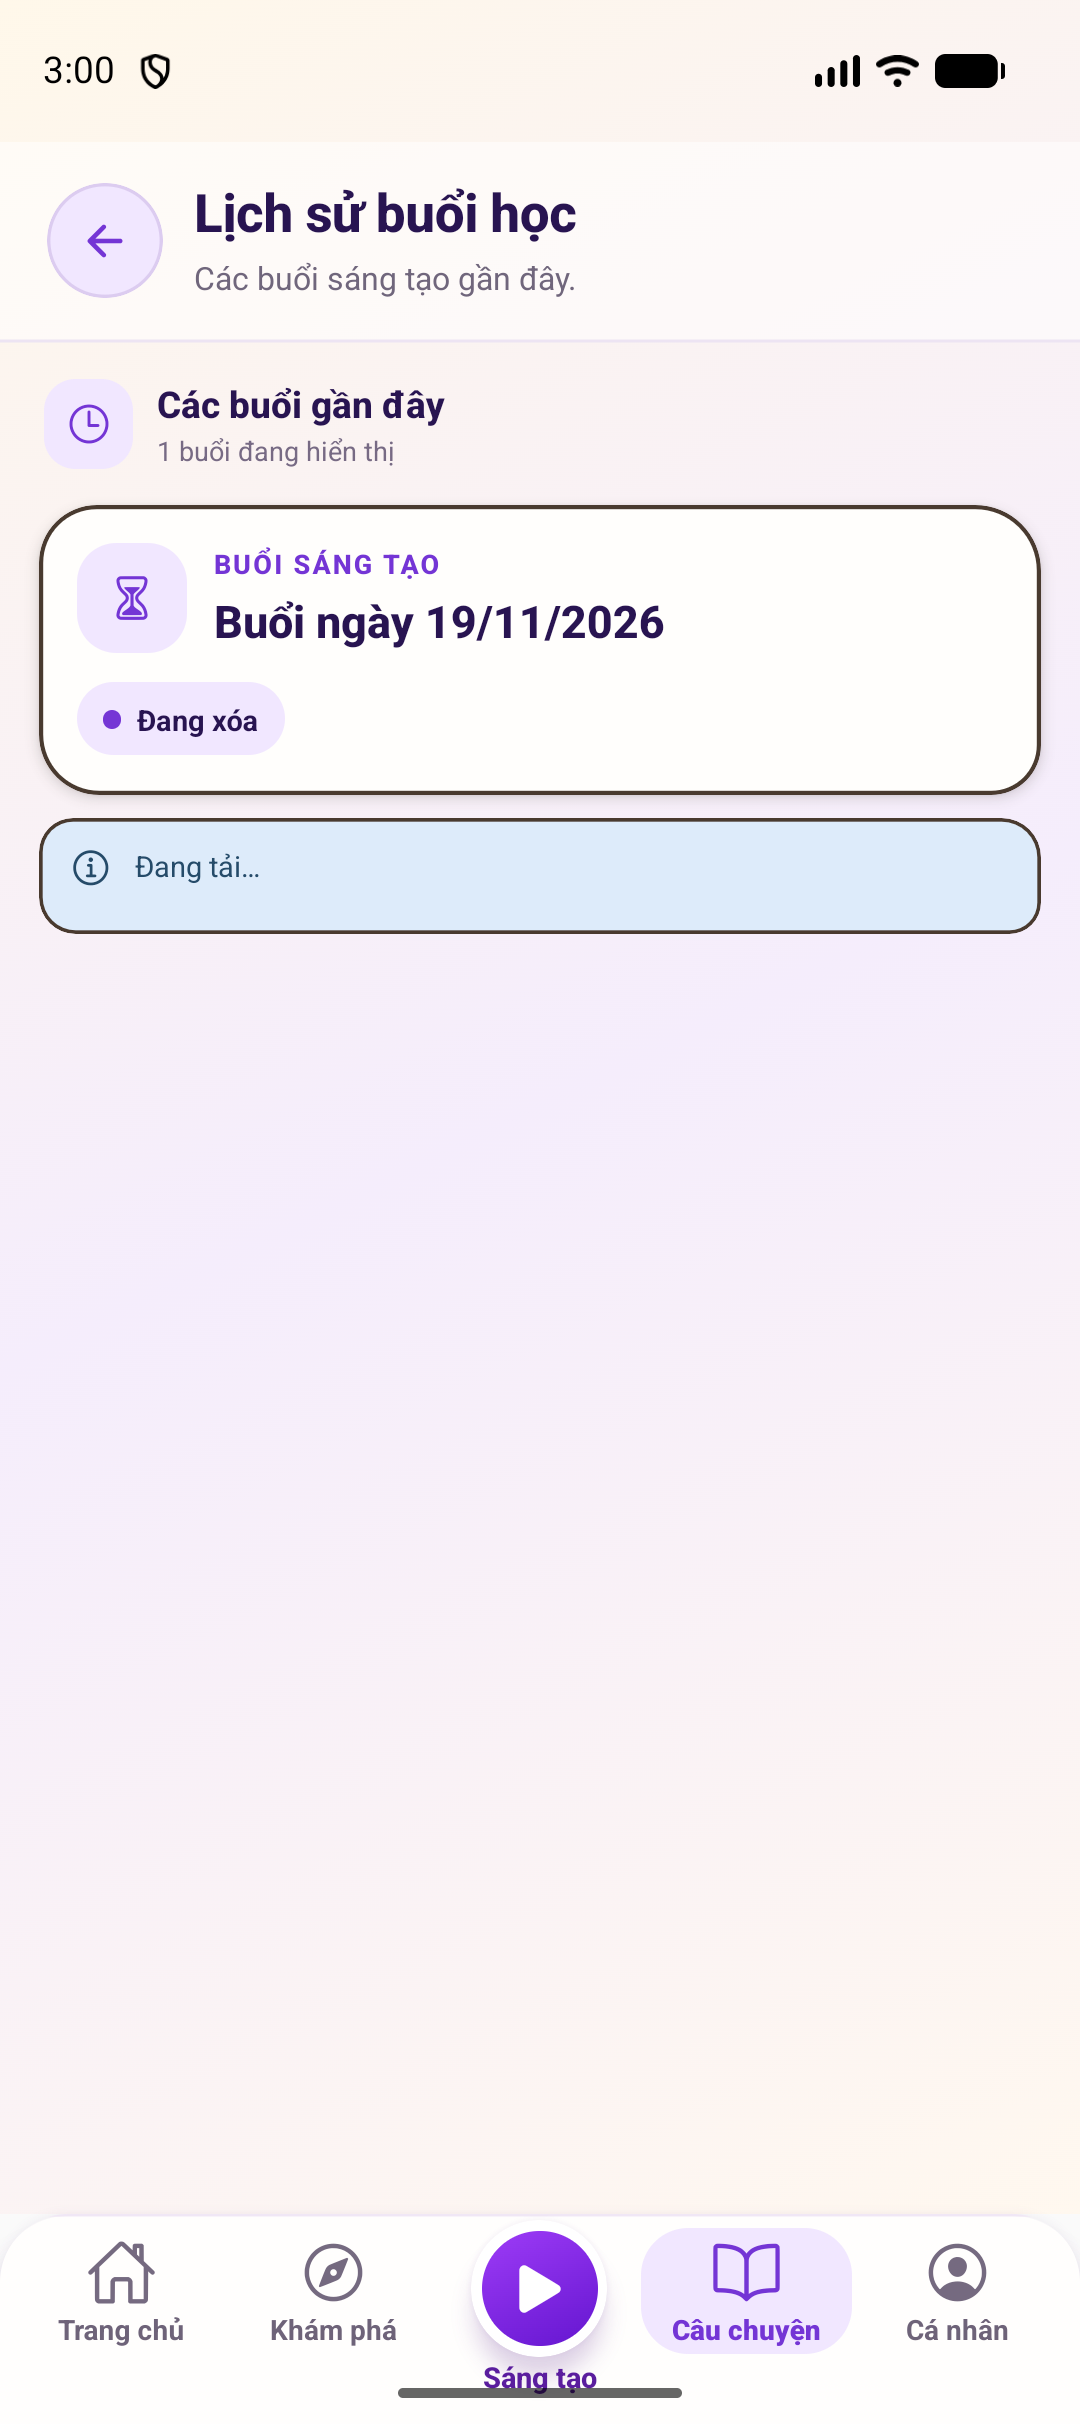 3:00
Lịch sử buổi học
Các buổi sáng tạo gần đây.
Các buổi gần đây
1 buổi đang hiển thị
BUỔI SÁNG TẠO
Buổi ngày 19/11/2026
Đang xóa
Đang tải...
Trang chủ
Khám phá
Sáng tạo
Câu chuyện
Cá nhân